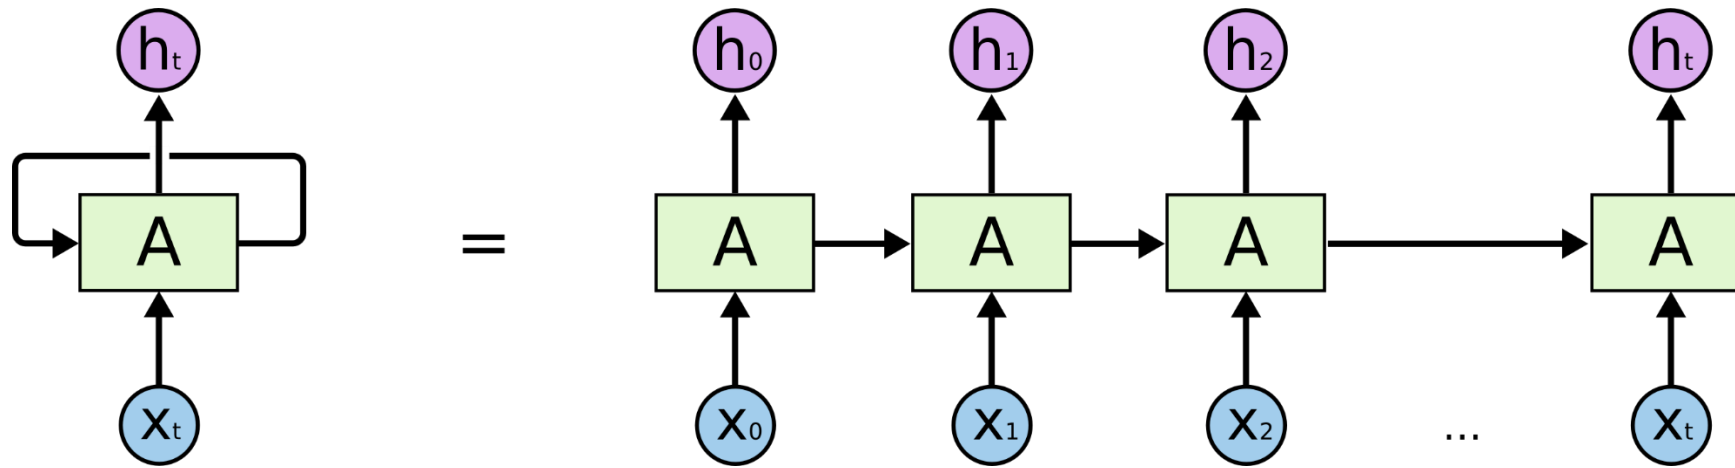 hₜ h₀ h₁ h₂ hₜ
A = A A A A
xₜ x₀ x₁ x₂ ... xₜ